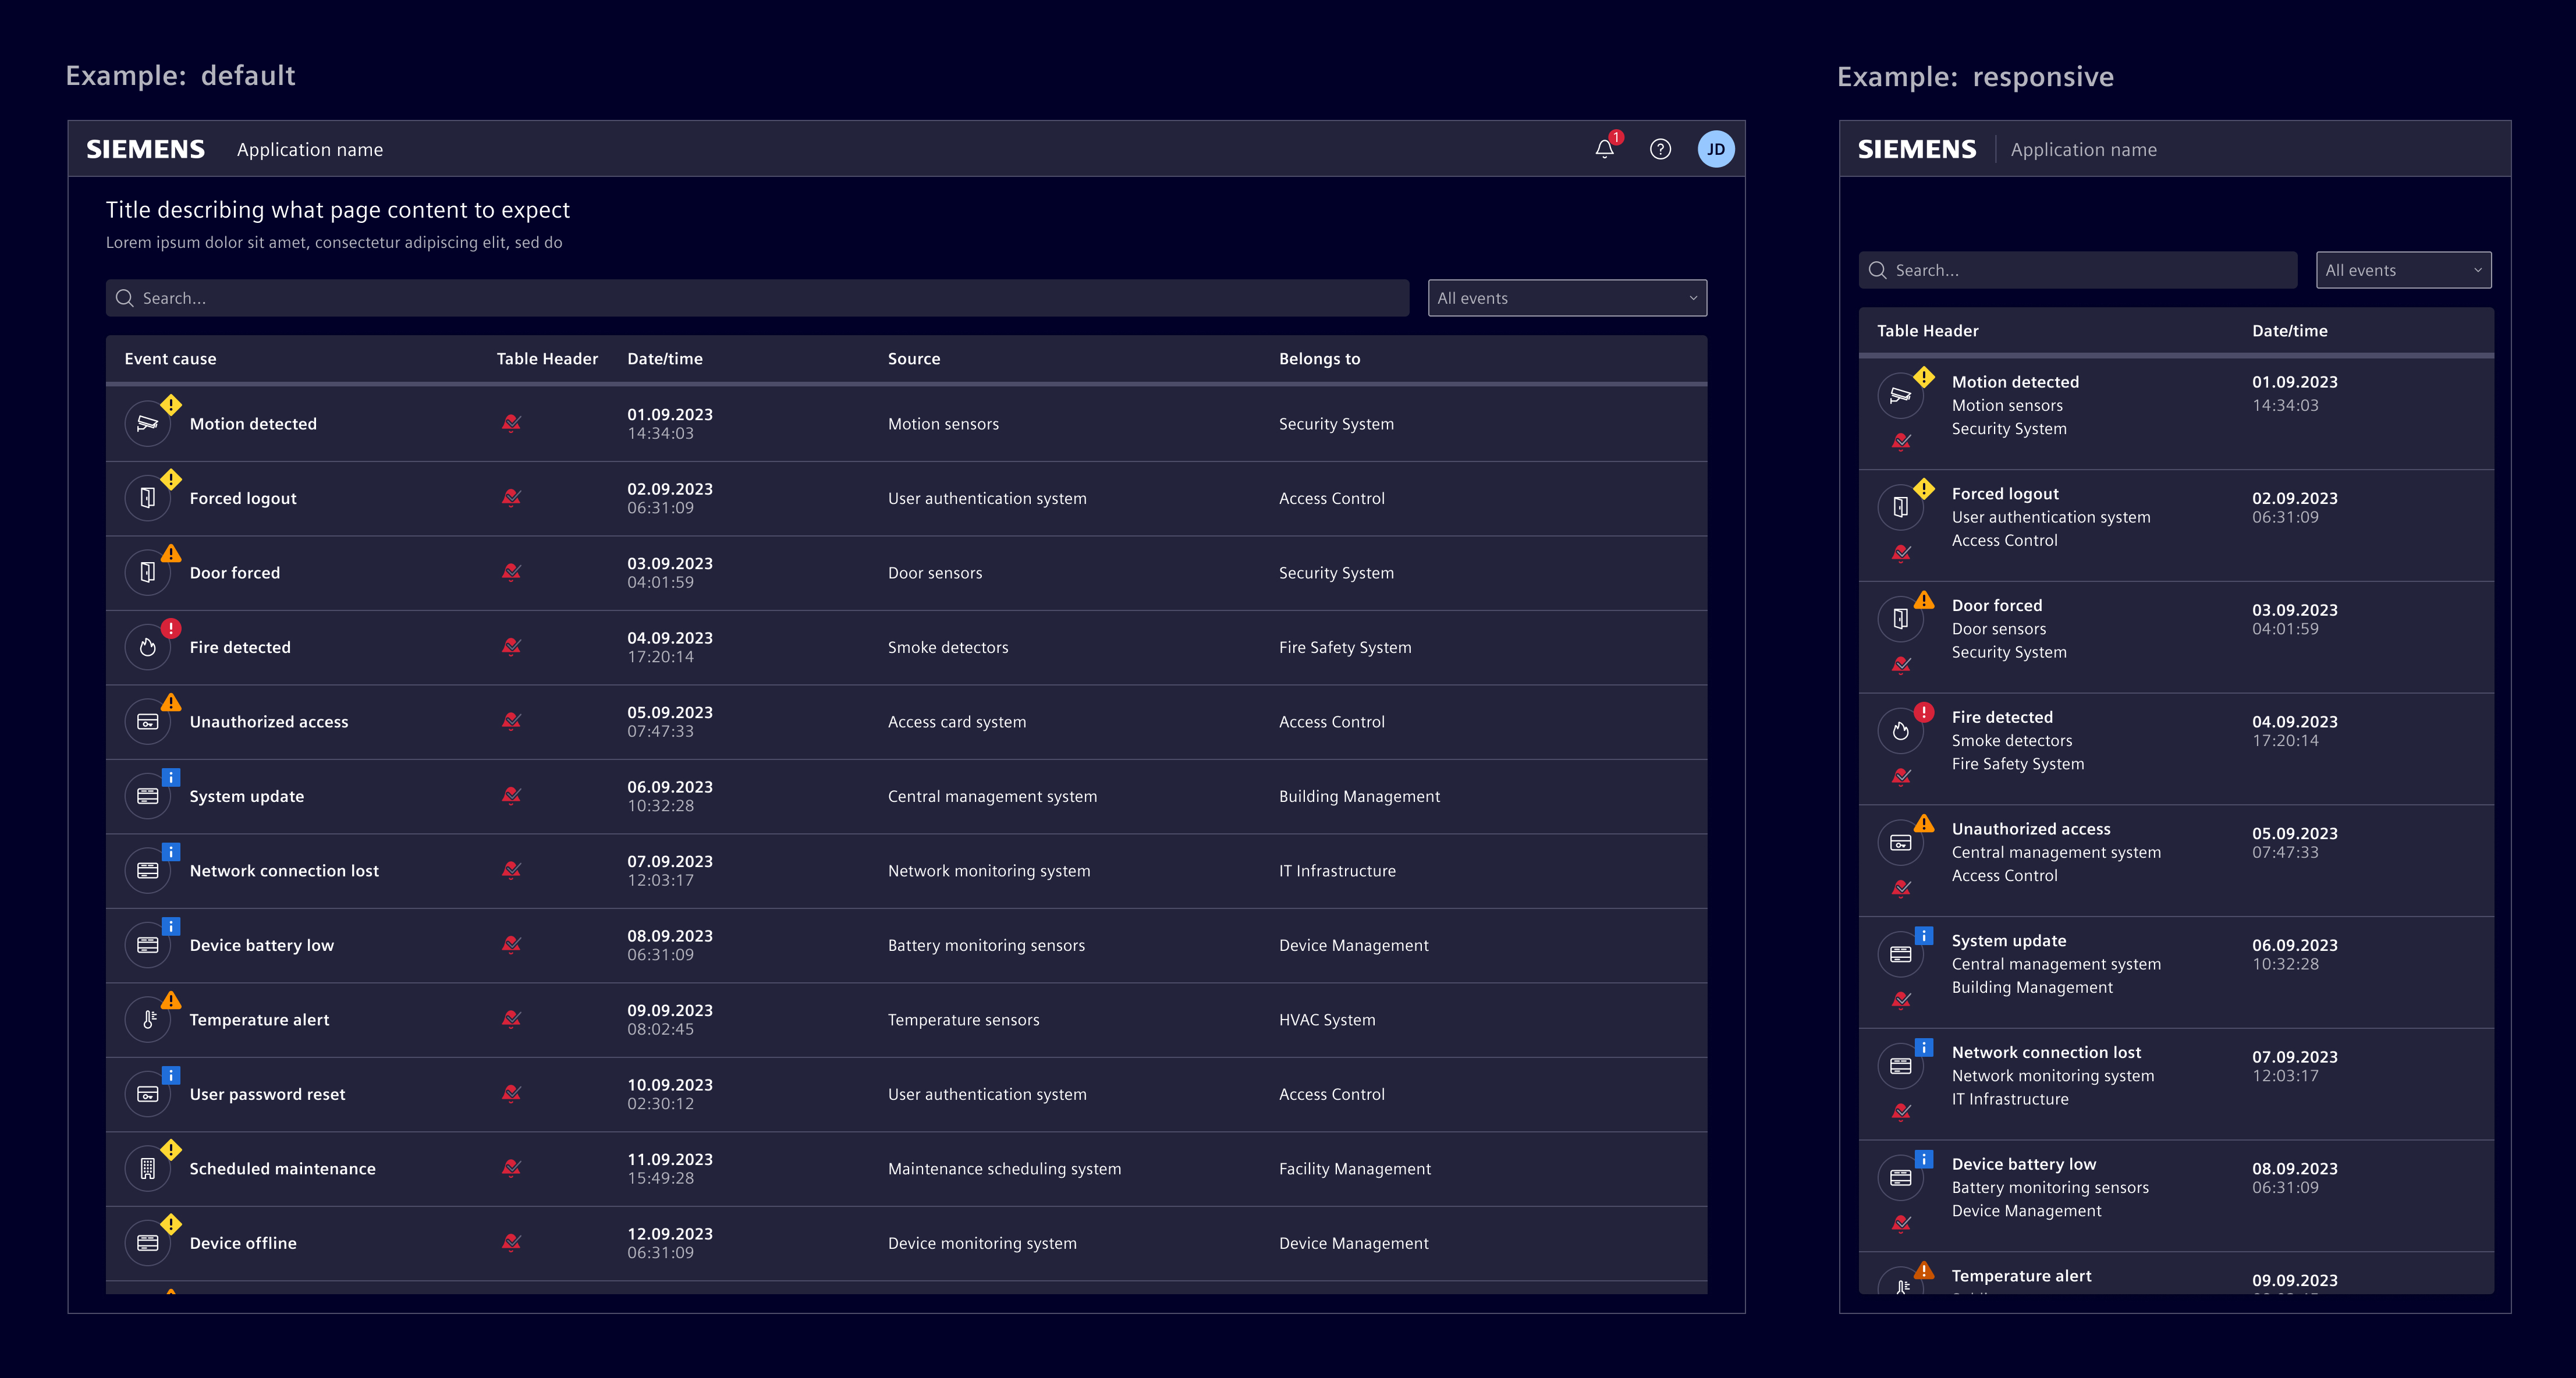 Example: default
SIEMENS Application name 1 ? JD
Title describing what page content to expect
Lorem ipsum dolor sit amet, consectetur adipiscing elit, sed do
Search... All events
Event cause Table Header Date/time Source Belongs to
Motion detected 01.09.2023 Motion sensors Security System
14:34:03
Forced logout 02.09.2023 User authentication system Access Control
06:31:09
Door forced 03.09.2023 Door sensors Security System
04:01:59
Fire detected 04.09.2023 Smoke detectors Fire Safety System
17:20:14
Unauthorized access 05.09.2023 Access card system Access Control
07:47:33
System update 06.09.2023 Central management system Building Management
10:32:28
Network connection lost 07.09.2023 Network monitoring system IT Infrastructure
12:03:17
Device battery low 08.09.2023 Battery monitoring sensors Device Management
06:31:09
Temperature alert 09.09.2023 Temperature sensors HVAC System
08:02:45
User password reset 10.09.2023 User authentication system Access Control
02:30:12
Scheduled maintenance 11.09.2023 Maintenance scheduling system Facility Management
15:49:28
Device offline 12.09.2023 Device monitoring system Device Management
06:31:09
Example: responsive
SIEMENS Application name
Search... All events
Table Header Date/time
Motion detected 01.09.2023
Motion sensors 14:34:03
Security System
Forced logout 02.09.2023
User authentication system 06:31:09
Access Control
Door forced 03.09.2023
Door sensors 04:01:59
Security System
Fire detected 04.09.2023
Smoke detectors 17:20:14
Fire Safety System
Unauthorized access 05.09.2023
Central management system 07:47:33
Access Control
System update 06.09.2023
Central management system 10:32:28
Building Management
Network connection lost 07.09.2023
Network monitoring system 12:03:17
IT Infrastructure
Device battery low 08.09.2023
Battery monitoring sensors 06:31:09
Device Management
Temperature alert 09.09.2023